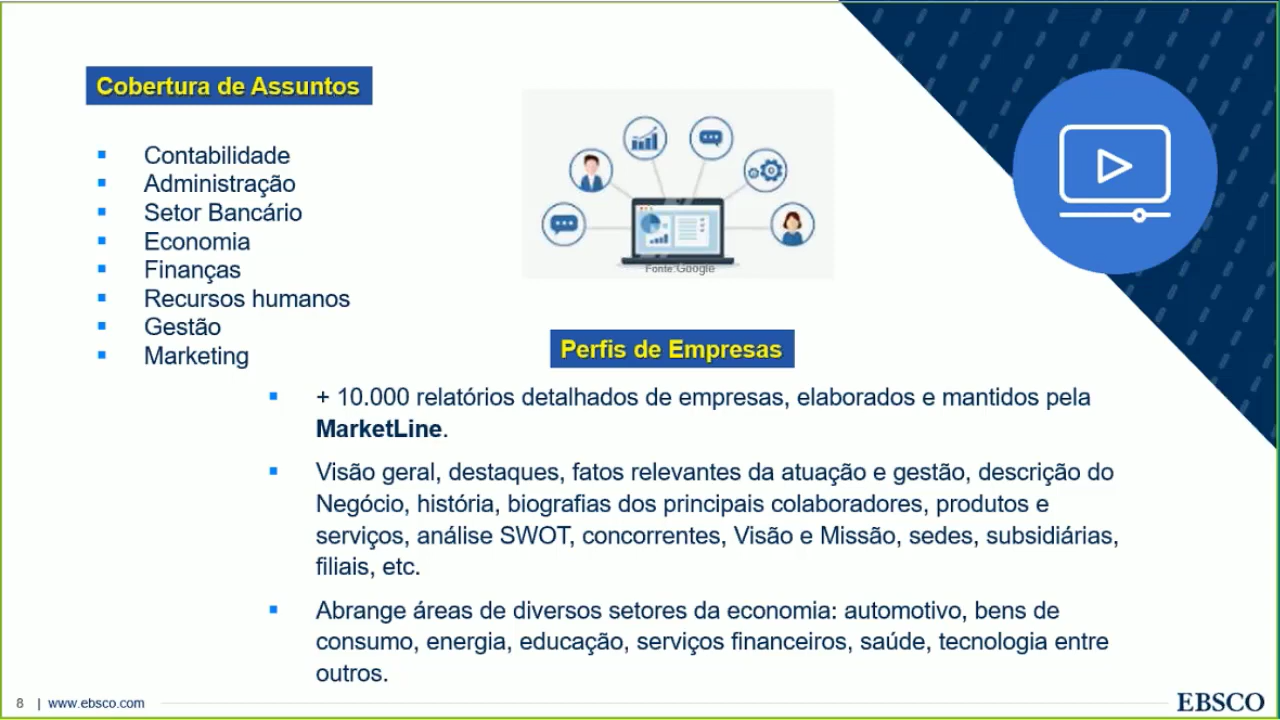 Cobertura de Assuntos
Contabilidade
Administração
Setor Bancário
Economia
Finanças
Recursos humanos
Gestão
Marketing
Fonte:Google
Perfis de Empresas
+ 10.000 relatórios detalhados de empresas, elaborados e mantidos pela
MarketLine.
Visão geral, destaques, fatos relevantes da atuação e gestão, descrição do
Negócio, história, biografias dos principais colaboradores, produtos e
serviços, análise SWOT, concorrentes, Visão e Missão, sedes, subsidiárias,
filiais, etc.
Abrange áreas de diversos setores da economia: automotivo, bens de
consumo, energia, educação, serviços financeiros, saúde, tecnologia entre
outros.
8 | www.ebsco.com
EBSCO